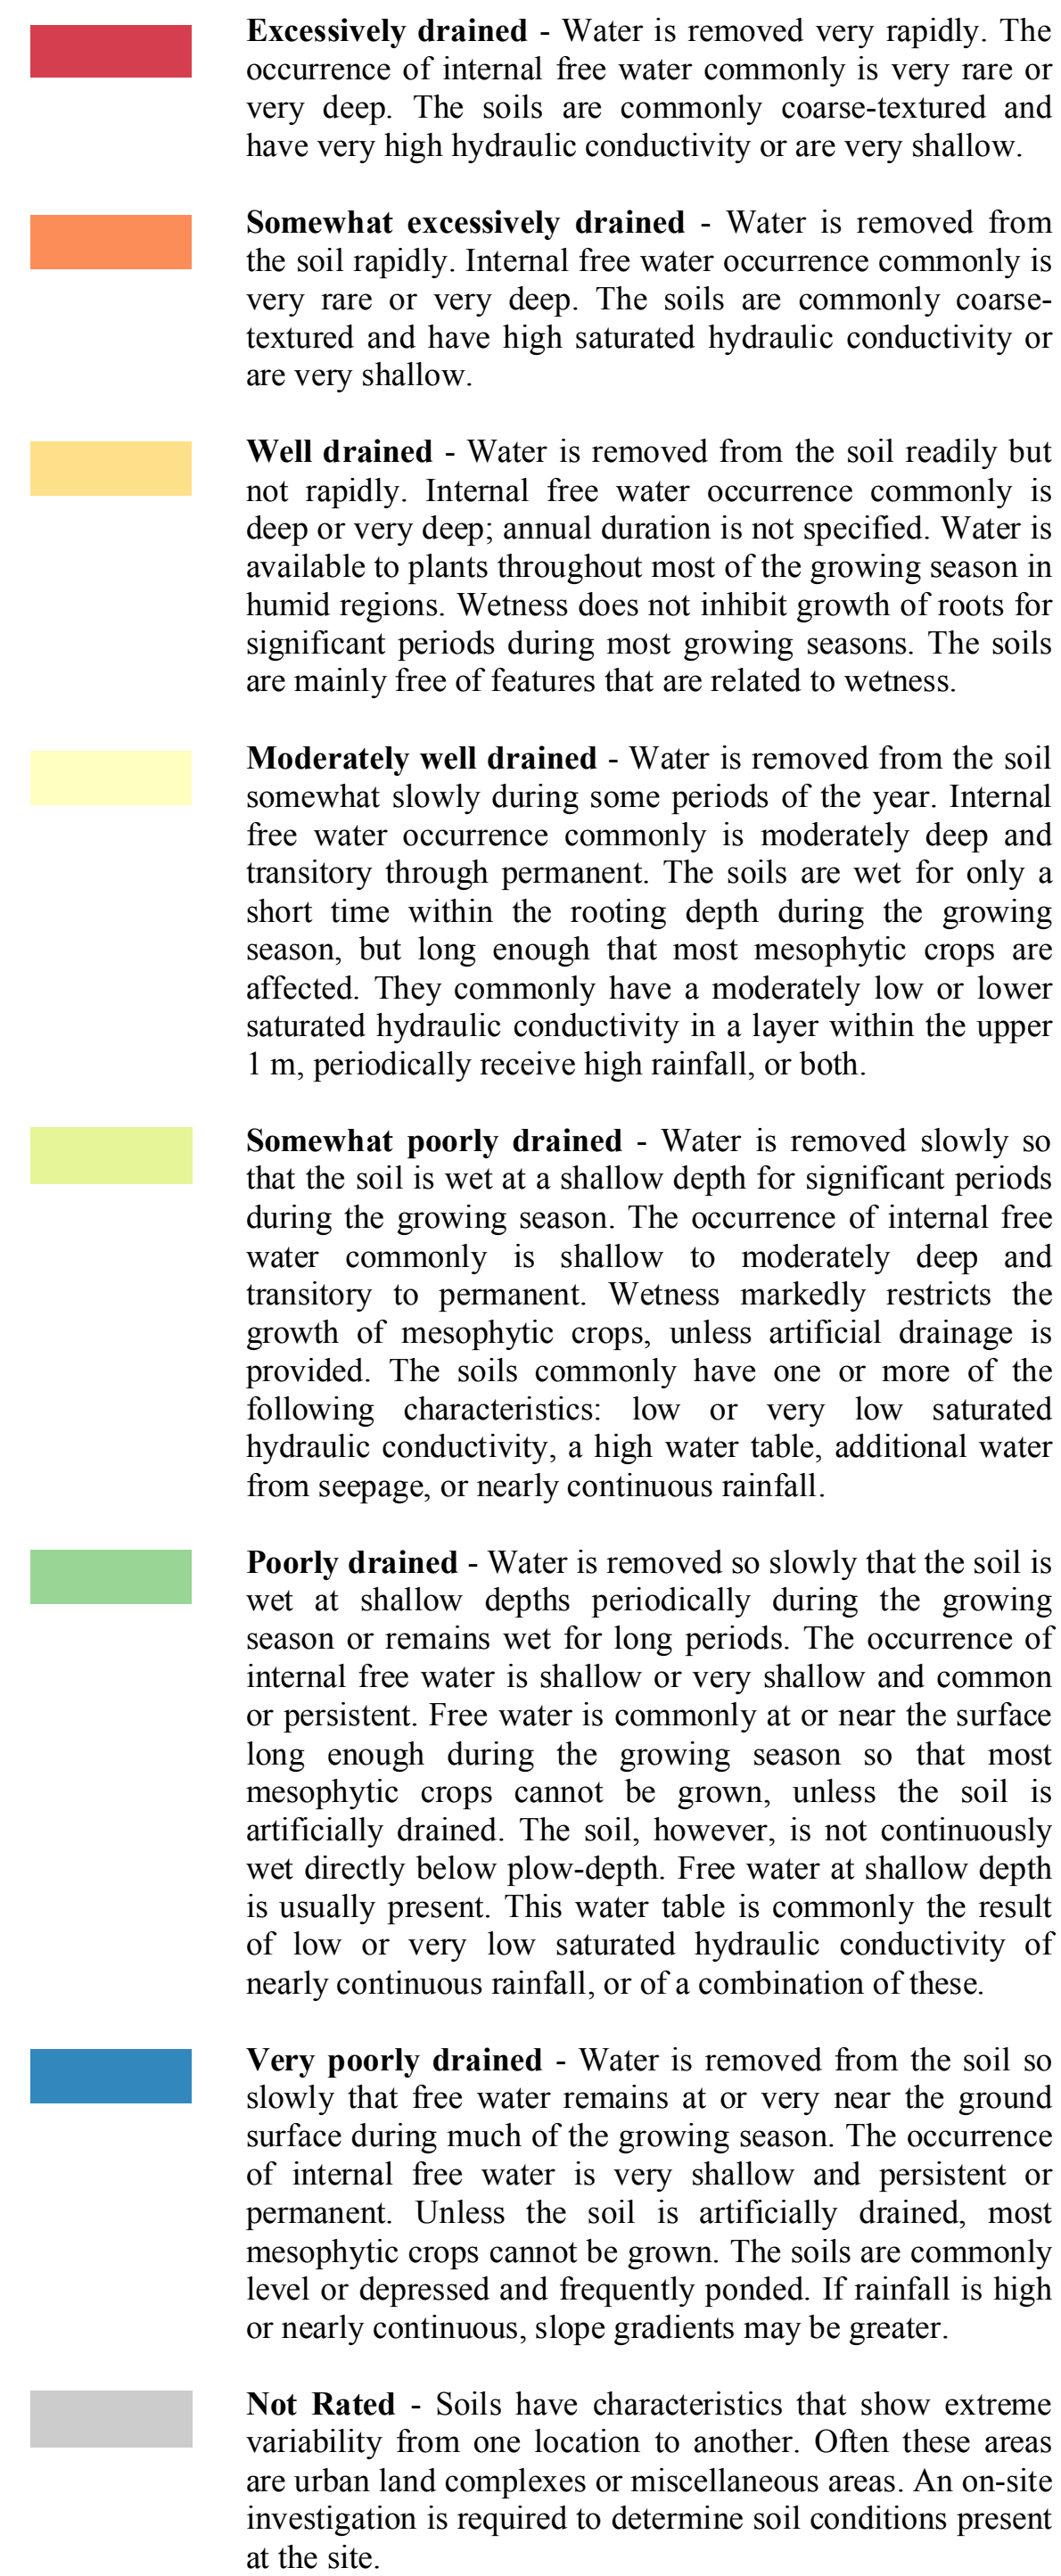 Excessively drained - Water is removed very rapidly. The
occurrence of internal free water commonly is very rare or
very deep. The soils are commonly coarse-textured and
have very high hydraulic conductivity or are very shallow.
Somewhat excessively drained - Water is removed from
the soil rapidly. Internal free water occurrence commonly is
very rare or very deep. The soils are commonly coarse-
textured and have high saturated hydraulic conductivity or
are very shallow.
Well drained - Water is removed from the soil readily but
not rapidly. Internal free water occurrence commonly is
deep or very deep; annual duration is not specified. Water is
available to plants throughout most of the growing season in
humid regions. Wetness does not inhibit growth of roots for
significant periods during most growing seasons. The soils
are mainly free of features that are related to wetness.
Moderately well drained - Water is removed from the soil
somewhat slowly during some periods of the year. Internal
free water occurrence commonly is moderately deep and
transitory through permanent. The soils are wet for only a
short time within the rooting depth during the growing
season, but long enough that most mesophytic crops are
affected. They commonly have a moderately low or lower
saturated hydraulic conductivity in a layer within the upper
1 m, periodically receive high rainfall, or both.
Somewhat poorly drained - Water is removed slowly so
that the soil is wet at a shallow depth for significant periods
during the growing season. The occurrence of internal free
water commonly is shallow to moderately deep and
transitory to permanent. Wetness markedly restricts the
growth of mesophytic crops, unless artificial drainage is
provided. The soils commonly have one or more of the
following characteristics: low or very low saturated
hydraulic conductivity, a high water table, additional water
from seepage, or nearly continuous rainfall.
Poorly drained - Water is removed so slowly that the soil is
wet at shallow depths periodically during the growing
season or remains wet for long periods. The occurrence of
internal free water is shallow or very shallow and common
or persistent. Free water is commonly at or near the surface
long enough during the growing season so that most
mesophytic crops cannot be grown, unless the soil is
artificially drained. The soil, however, is not continuously
wet directly below plow-depth. Free water at shallow depth
is usually present. This water table is commonly the result
of low or very low saturated hydraulic conductivity of
nearly continuous rainfall, or of a combination of these.
Very poorly drained - Water is removed from the soil so
slowly that free water remains at or very near the ground
surface during much of the growing season. The occurrence
of internal free water is very shallow and persistent or
permanent. Unless the soil is artificially drained, most
mesophytic crops cannot be grown. The soils are commonly
level or depressed and frequently ponded. If rainfall is high
or nearly continuous, slope gradients may be greater.
Not Rated - Soils have characteristics that show extreme
variability from one location to another. Often these areas
are urban land complexes or miscellaneous areas. An on-site
investigation is required to determine soil conditions present
at the site.